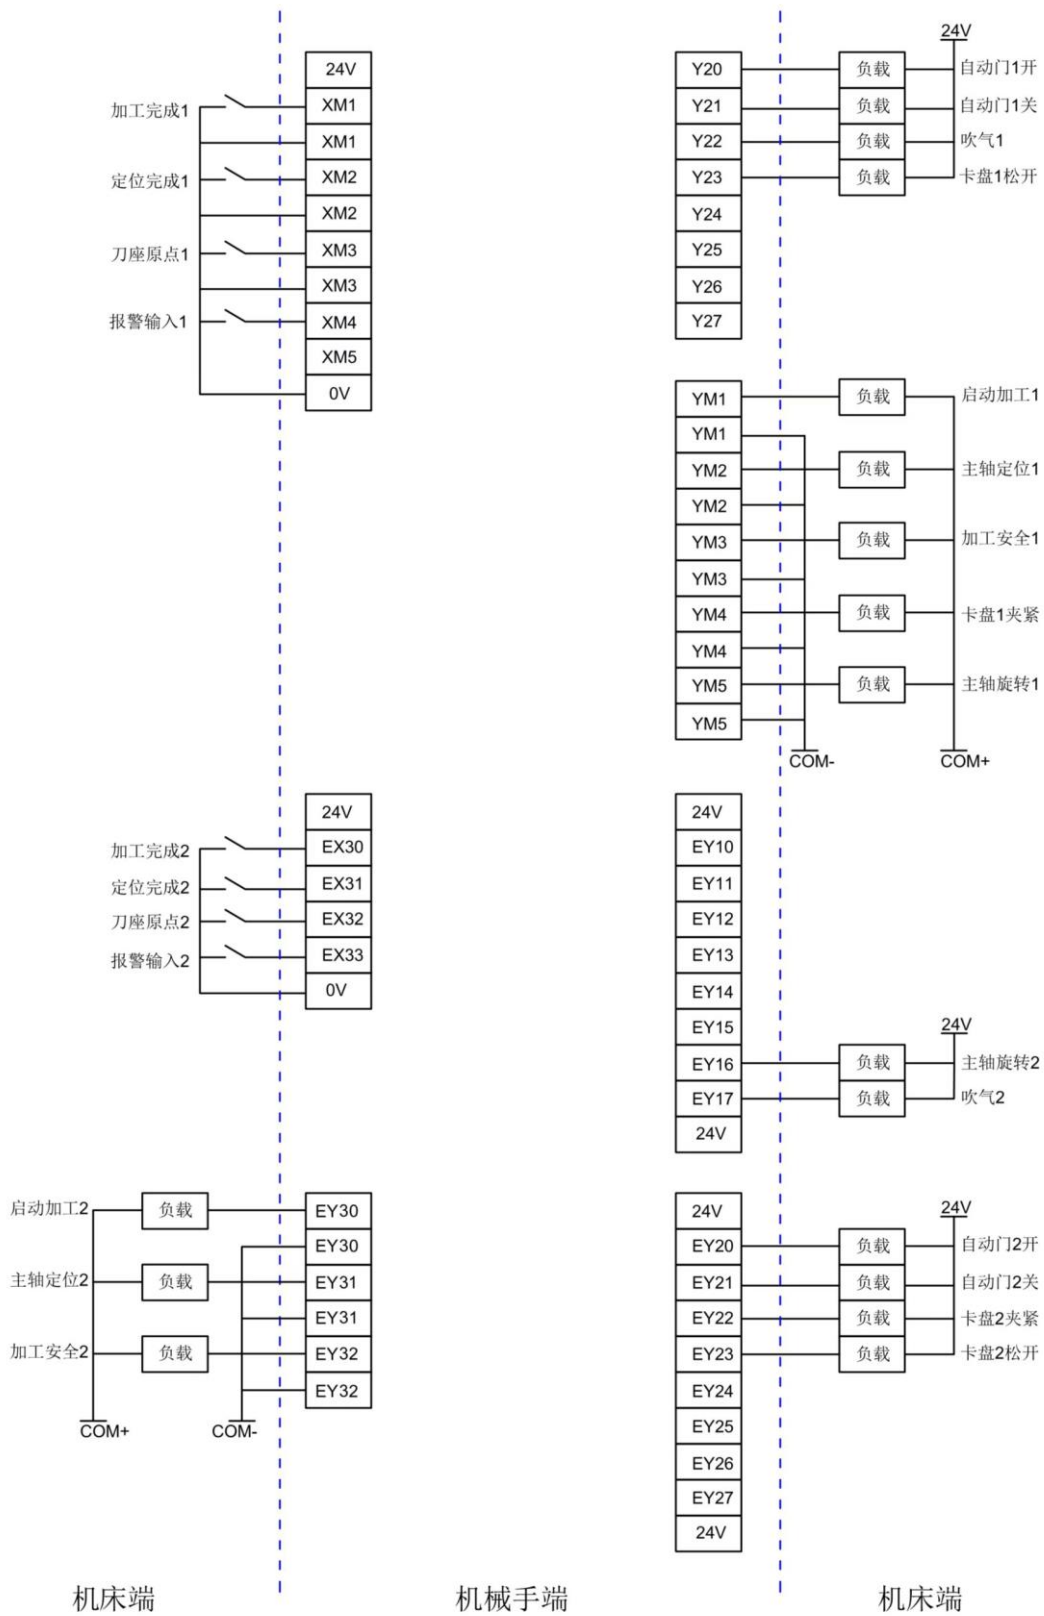 24V
加工完成1
XM1
XM1
定位完成1
XM2
XM2
刀座原点1
XM3
XM3
报警输入1
XM4
XM5
0V
24V
Y20 负载 自动门1开
Y21 负载 自动门1关
Y22 负载 吹气1
Y23 负载 卡盘1松开
Y24
Y25
Y26
Y27
YM1 负载 启动加工1
YM1
YM2 负载 主轴定位1
YM2
YM3 负载 加工安全1
YM3
YM4 负载 卡盘1夹紧
YM4
YM5 负载 主轴旋转1
YM5
COM- COM+
24V
加工完成2 EX30
定位完成2 EX31
刀座原点2 EX32
报警输入2 EX33
0V
24V
EY10
EY11
EY12
EY13
EY14
EY15
24V
EY16 负载 主轴旋转2
EY17 负载 吹气2
24V
启动加工2 负载 EY30
EY30
主轴定位2 负载 EY31
EY31
加工安全2 负载 EY32
EY32
COM+ COM-
24V
24V
EY20 负载 自动门2开
EY21 负载 自动门2关
EY22 负载 卡盘2夹紧
EY23 负载 卡盘2松开
EY24
EY25
EY26
EY27
24V
机床端 机械手端 机床端